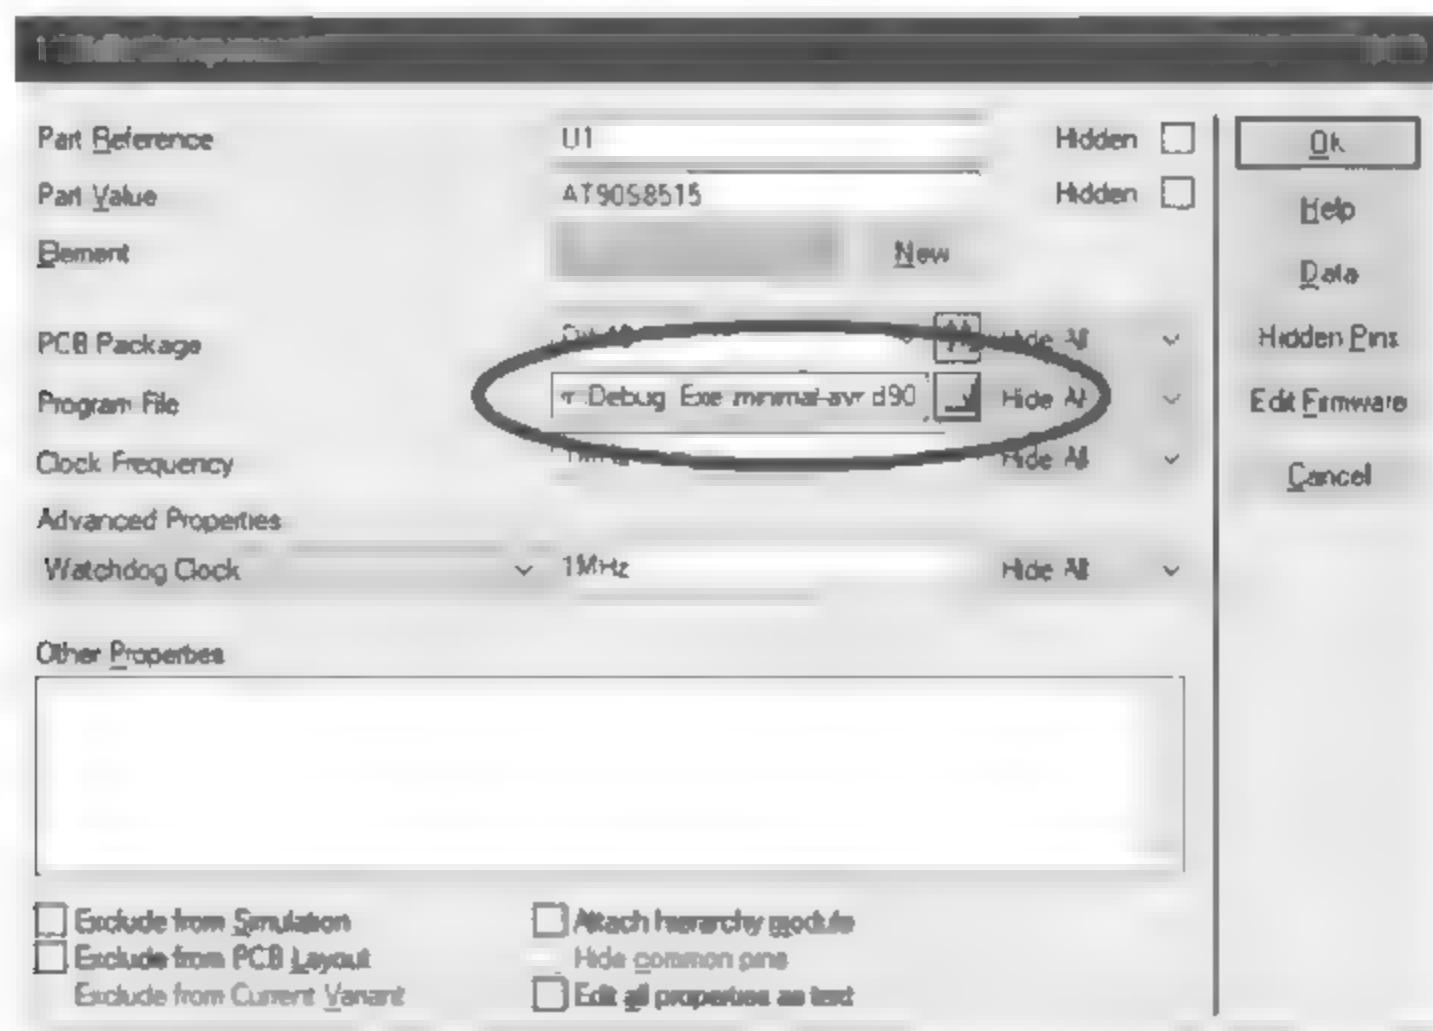 Part Reference U1 Hidden
Part Value AT90S8515 Hidden
Element New
PCB Package Hide All
Program File Debug Exe minimal-avr d90 Hide All
Clock Frequency Hide All
Advanced Properties
Watchdog Clock 1MHz Hide All
Other Properties
Exclude from Simulation Attach hierarchy module
Exclude from PCB Layout Hide common pins
Exclude from Current Variant Edit all properties as text
Ok
Help
Data
Hidden Pins
Edit Firmware
Cancel